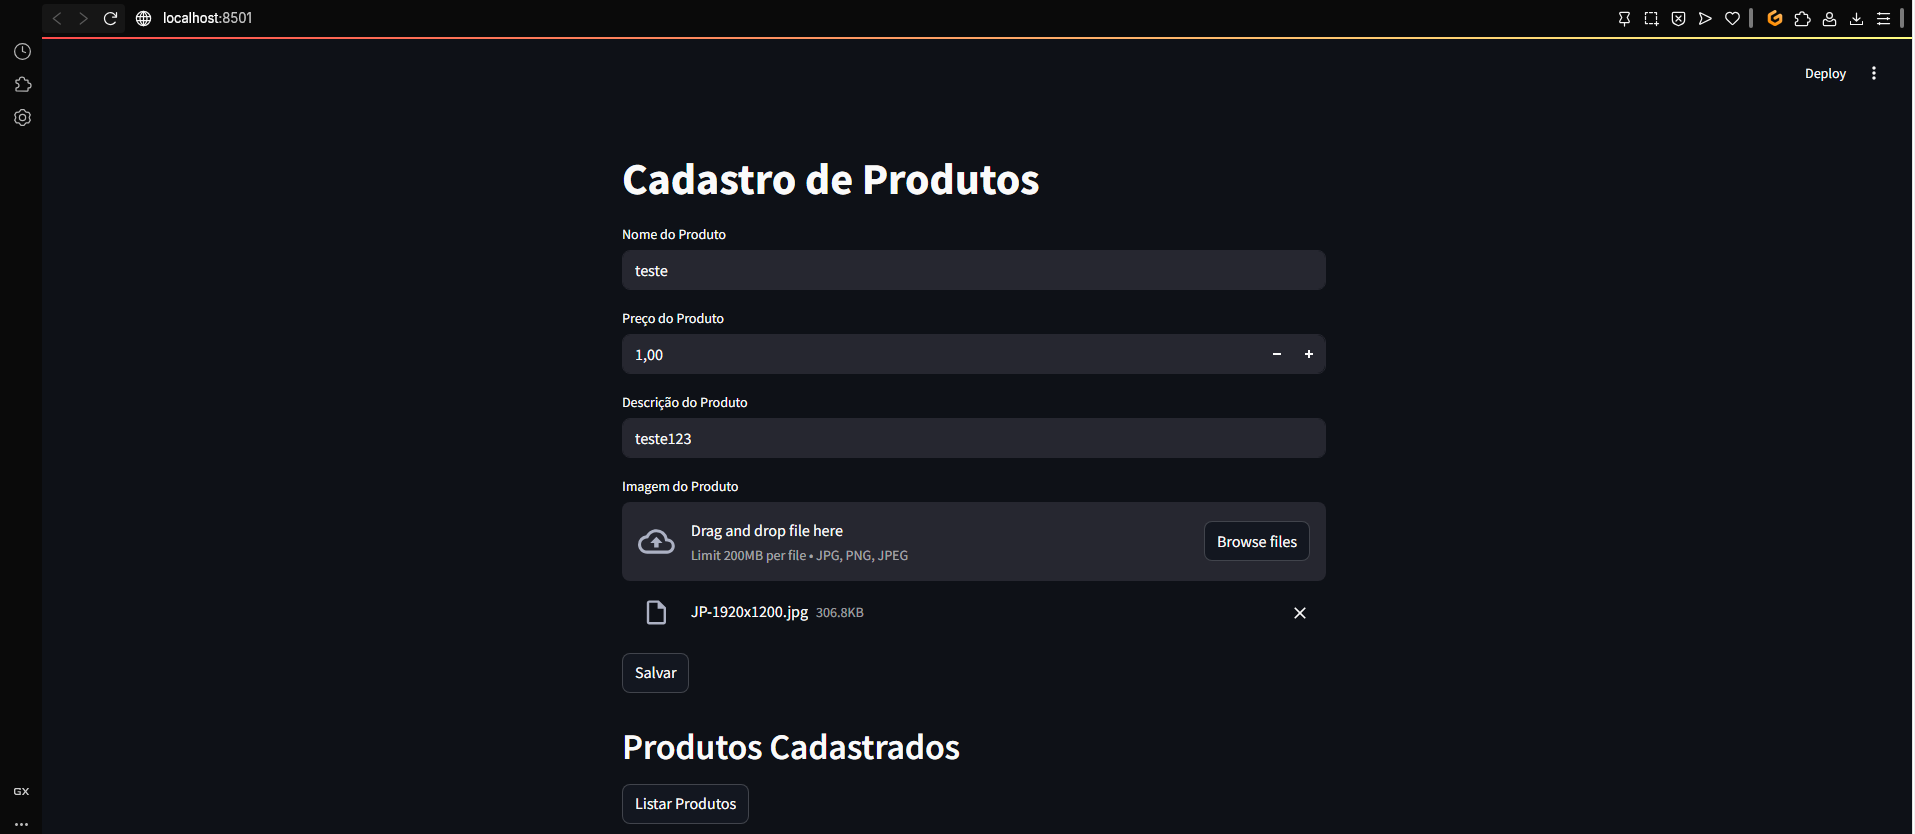 localhost:8501
Deploy
Cadastro de Produtos
Nome do Produto
teste
Preço do Produto
1,00
Descrição do Produto
teste123
Imagem do Produto
Drag and drop file here
Limit 200MB per file • JPG, PNG, JPEG
Browse files
JP-1920x1200.jpg 306.8KB
Salvar
Produtos Cadastrados
GX
Listar Produtos